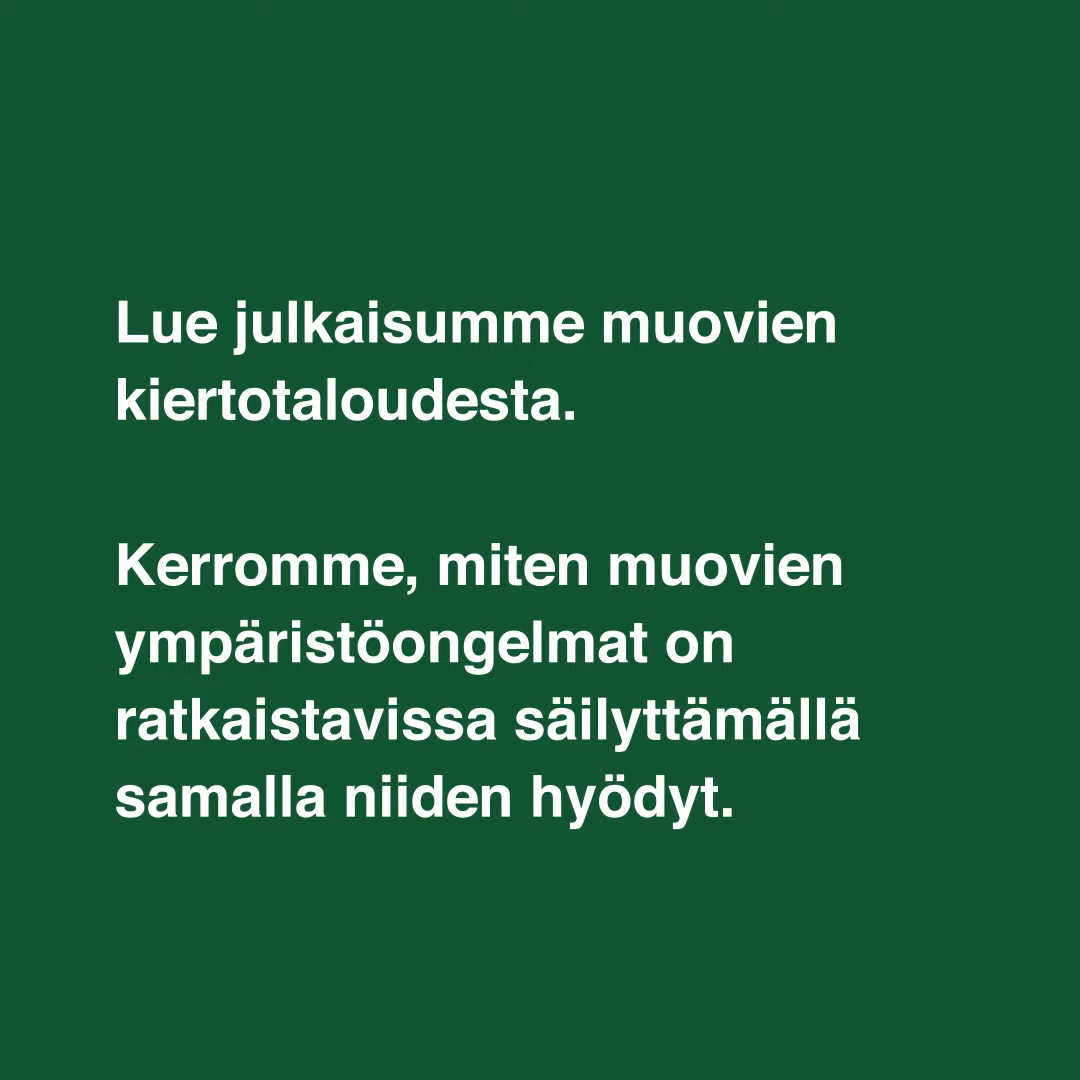 Lue julkaisumme muovien
kiertotaloudesta.
Kerromme, miten muovien
ympäristöongelmat on
ratkaistavissa säilyttämällä
samalla niiden hyödyt.